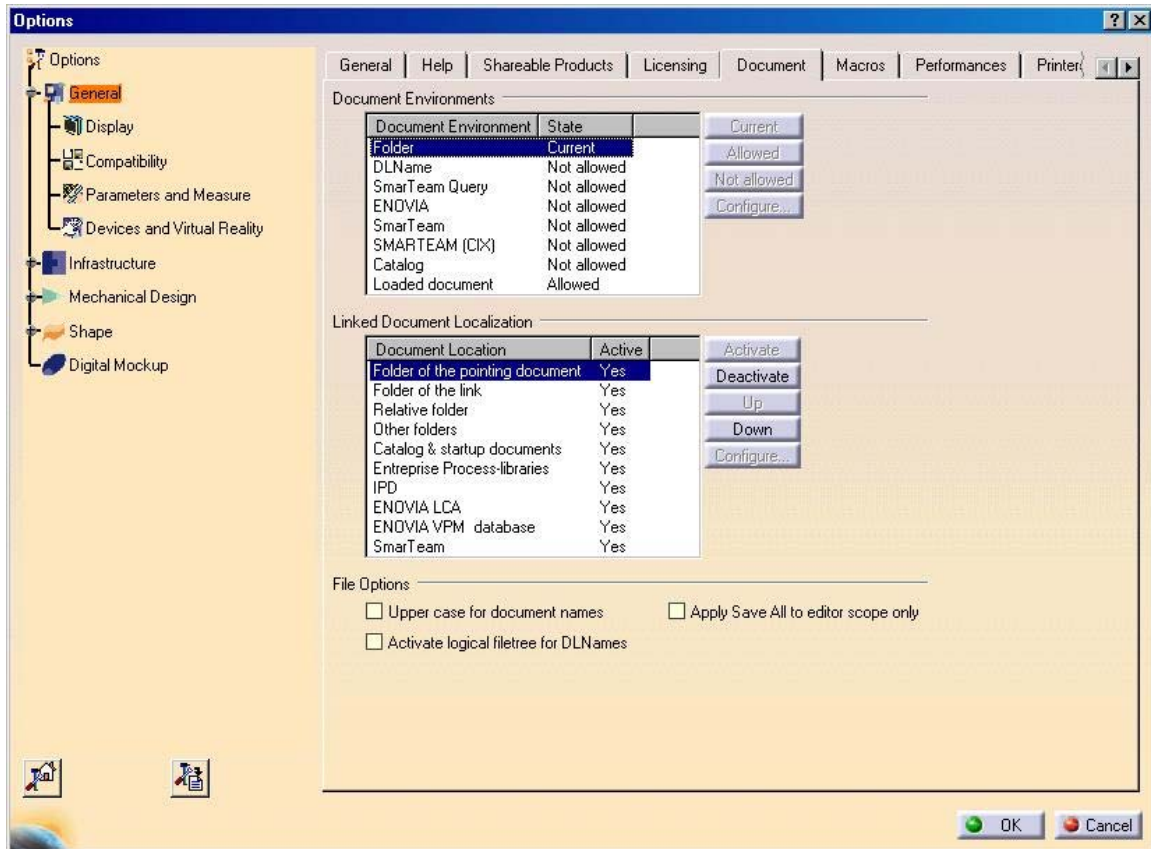 Options
Options
General
Display
Compatibility
Parameters and Measure
Devices and Virtual Reality
Infrastructure
Mechanical Design
Shape
Digital Mockup
General Help Shareable Products Licensing Document Macros Performances Printers
Document Environments
Document Environment State
Folder Current
DLName Not allowed
SmarTeam Query Not allowed
ENOVIA Not allowed
SmarTeam Not allowed
SMARTEAM (CIX) Not allowed
Catalog Not allowed
Loaded document Allowed
Current
Allowed
Not allowed
Configure...
Linked Document Localization
Document Location Active
Folder of the pointing document Yes
Folder of the link Yes
Relative folder Yes
Other folders Yes
Catalog & startup documents Yes
Entreprise Process-libraries Yes
IPD Yes
ENOVIA LCA Yes
ENOVIA VPM database Yes
SmarTeam Yes
Activate
Deactivate
Up
Down
Configure...
File Options
Upper case for document names Apply Save All to editor scope only
Activate logical filetree for DLNames
OK Cancel